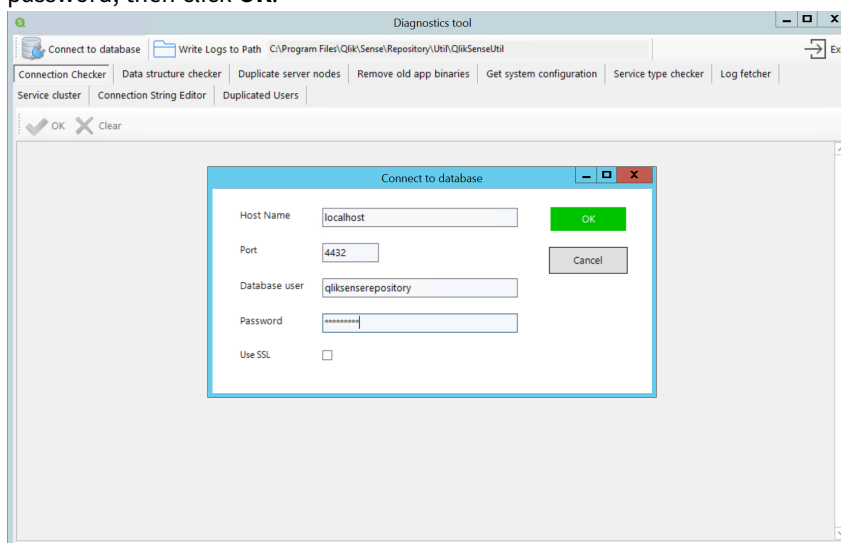 password, then click OK.
Diagnostics tool
Connect to database Write Logs to Path C:\Program Files\Qlik\Sense\Repository\Util\QlikSenseUtil Ex
Connection Checker Data structure checker Duplicate server nodes Remove old app binaries Get system configuration Service type checker Log fetcher
Service cluster Connection String Editor Duplicated Users
OK Clear
Connect to database
Host Name localhost OK
Port 4432 Cancel
Database user qliksenserepository
Password *********
Use SSL